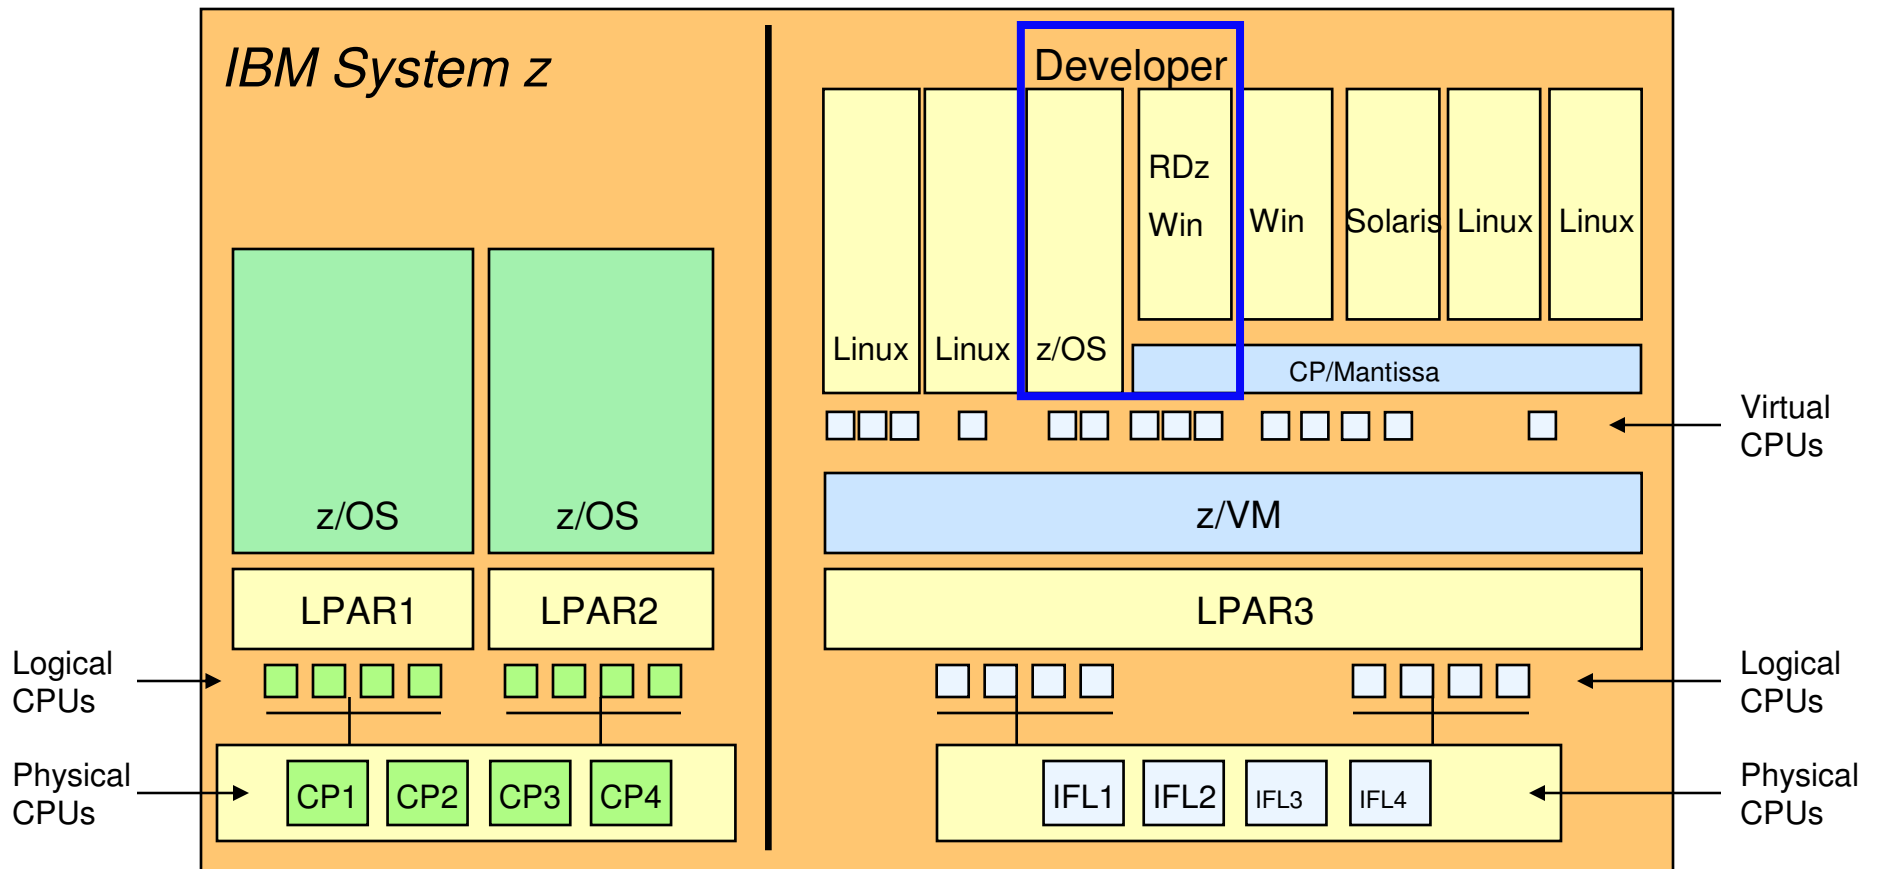 IBM System z
Developer
RDz
Win
Win
Solaris
Linux
Linux
Linux
Linux
z/OS
CP/Mantissa
Virtual
CPUs
z/OS
z/OS
z/VM
LPAR1
LPAR2
LPAR3
Logical
CPUs
Logical
CPUs
Physical
CPUs
CP1
CP2
CP3
CP4
IFL1
IFL2
IFL3
IFL4
Physical
CPUs